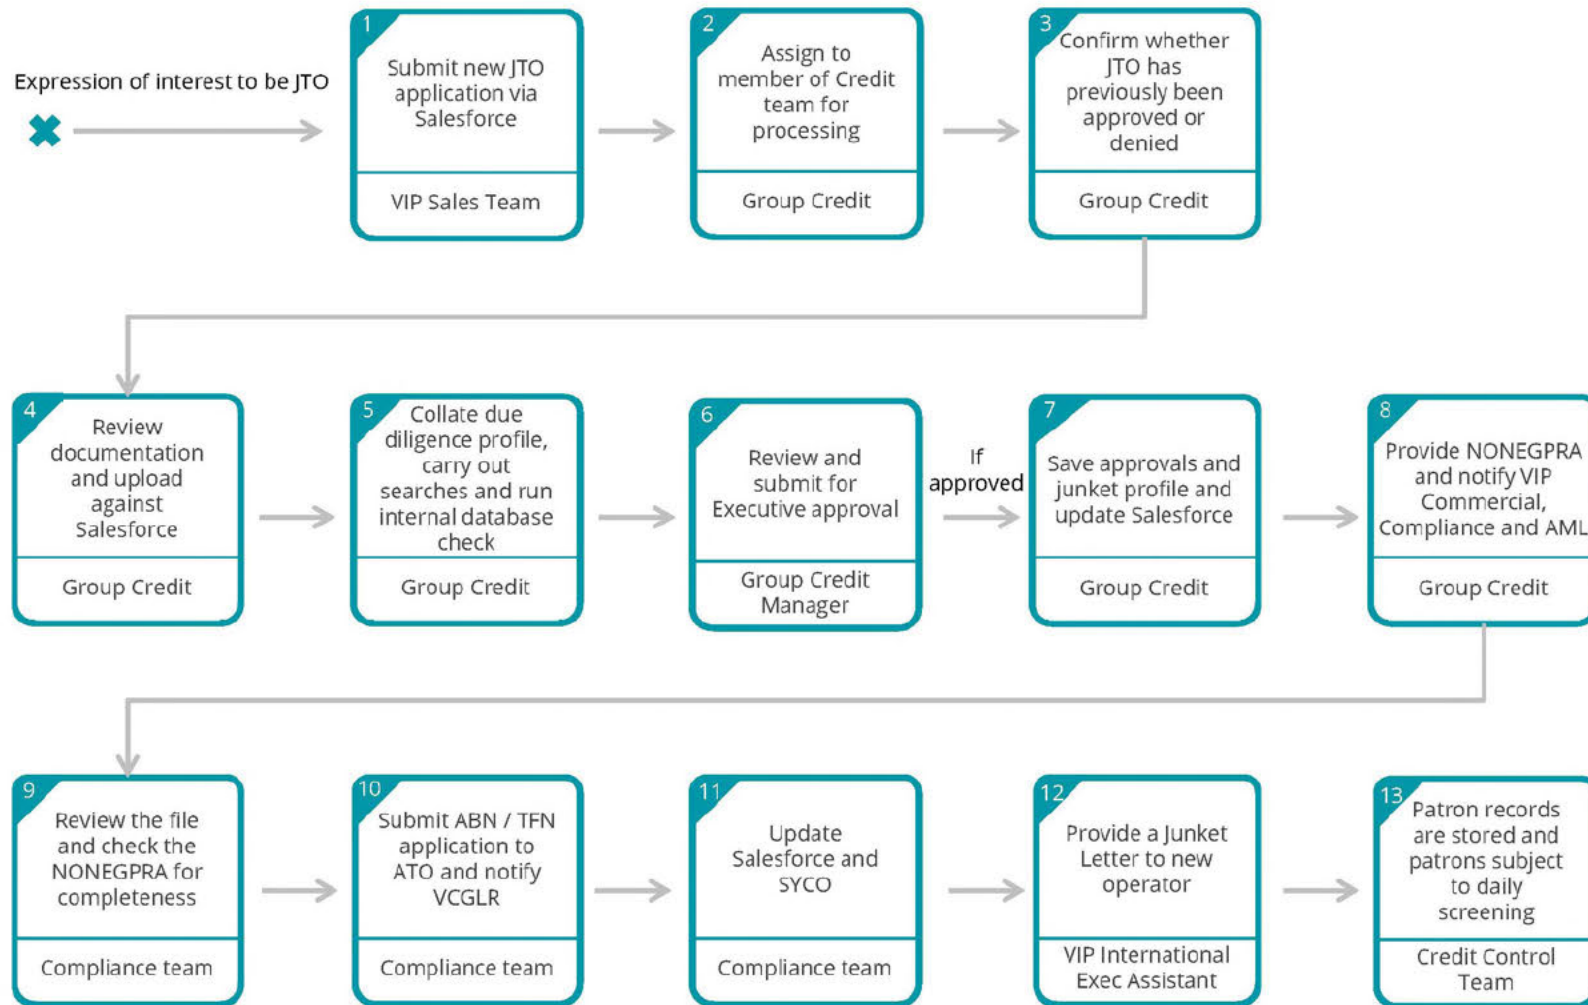 Expression of interest to be JTO
1
Submit new JTO
application via
Salesforce
VIP Sales Team
2
Assign to
member of Credit
team for
processing
Group Credit
3
Confirm whether
JTO has
previously been
approved or
denied
Group Credit
4
Review
documentation
and upload
against
Salesforce
Group Credit
5
Collate due
diligence profile,
carry out
searches and run
internal database
check
Group Credit
6
Review and
submit for
Executive approval
Group Credit
Manager
If
approved
7
Save approvals and
junket profile and
update Salesforce
Group Credit
8
Provide NONEGPRA
and notify VIP
Commercial,
Compliance and AML
Group Credit
9
Review the file
and check the
NONEGPRA for
completeness
Compliance team
10
Submit ABN / TFN
application to
ATO and notify
VCGLR
Compliance team
11
Update
Salesforce and
SYCO
Compliance team
12
Provide a Junket
Letter to new
operator
VIP International
Exec Assistant
13
Patron records
are stored and
patrons subject
to daily
screening
Credit Control
Team